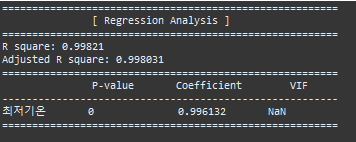 ==================================================
[ Regression Analysis ]
==================================================
R square: 0.99821
Adjusted R square: 0.998031
==================================================
P-value Coefficient VIF
--------------------------------------------------
최저기온 0 0.996132 NaN
==================================================